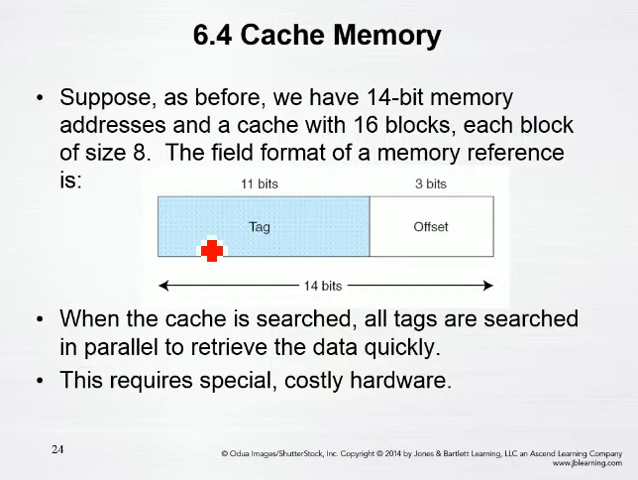 6.4 Cache Memory
• Suppose, as before, we have 14-bit memory
addresses and a cache with 16 blocks, each block
of size 8.  The field format of a memory reference
is:
11 bits 3 bits
Tag Offset
14 bits
• When the cache is searched, all tags are searched
in parallel to retrieve the data quickly.
• This requires special, costly hardware.
24
© Odua Images/ShutterStock, Inc. Copyright © 2014 by Jones & Bartlett Learning, LLC an Ascend Learning Company
www.jblearning.com